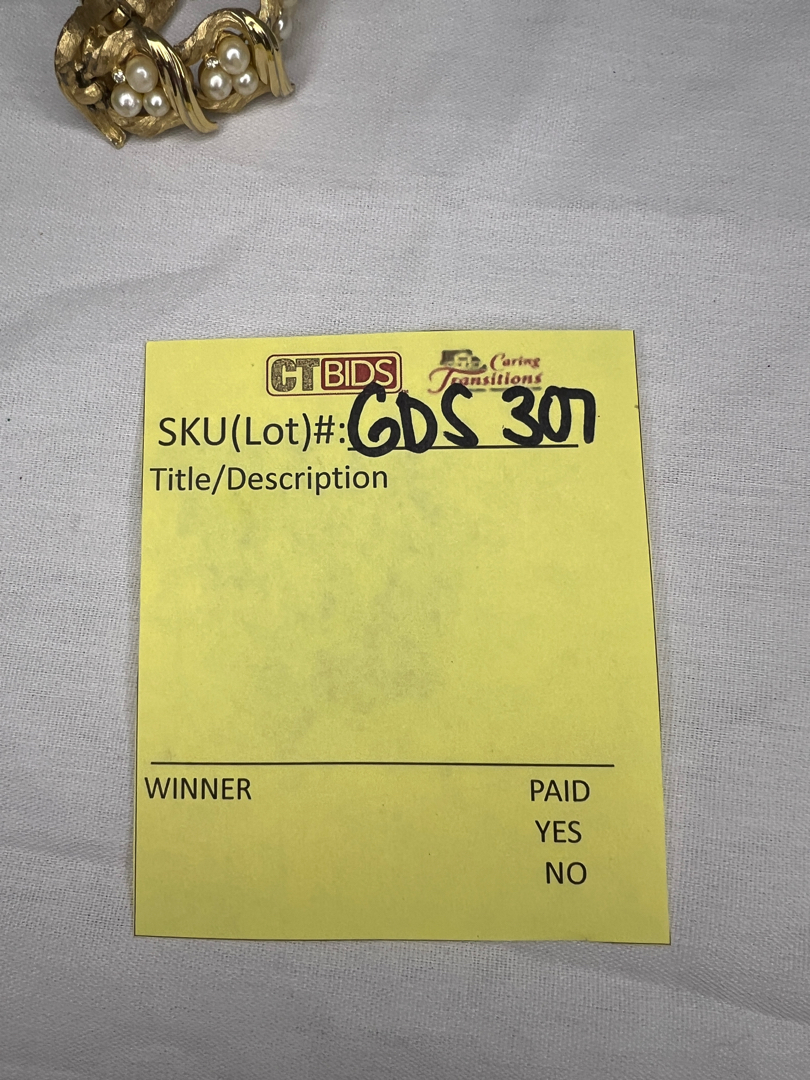 CTBIDS Caring Transitions
SKU(Lot)#: GDS 307
Title/Description
WINNER PAID
YES
NO